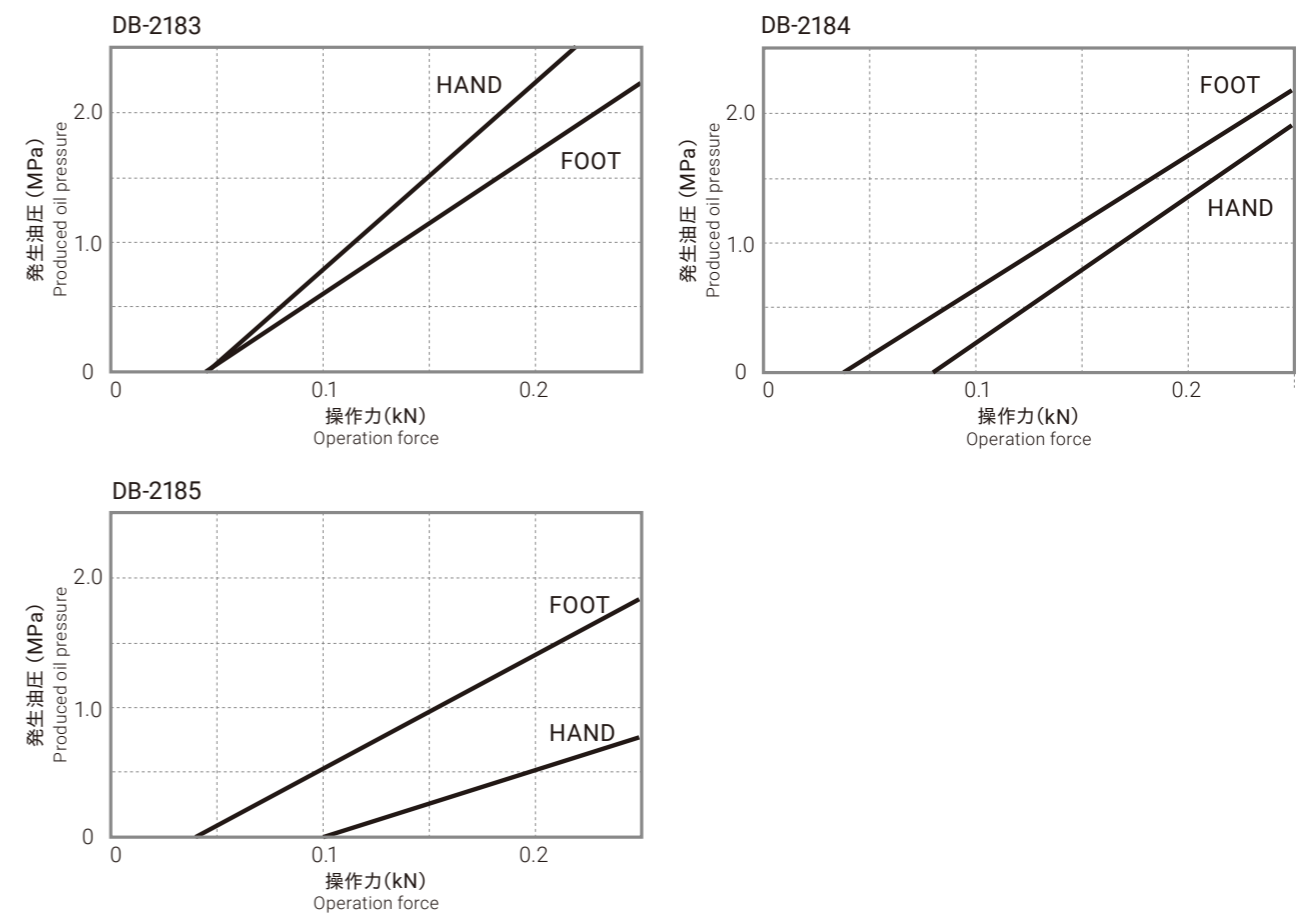 DB-2183
HAND
FOOT
2.0
1.0
0
発生油圧（MPa）
Produced oil pressure
0
0.1
0.2
操作力（kN）
Operation force
DB-2184
FOOT
HAND
2.0
1.0
0
発生油圧（MPa）
Produced oil pressure
0
0.1
0.2
操作力（kN）
Operation force
DB-2185
FOOT
HAND
2.0
1.0
0
発生油圧（MPa）
Produced oil pressure
0
0.1
0.2
操作力（kN）
Operation force